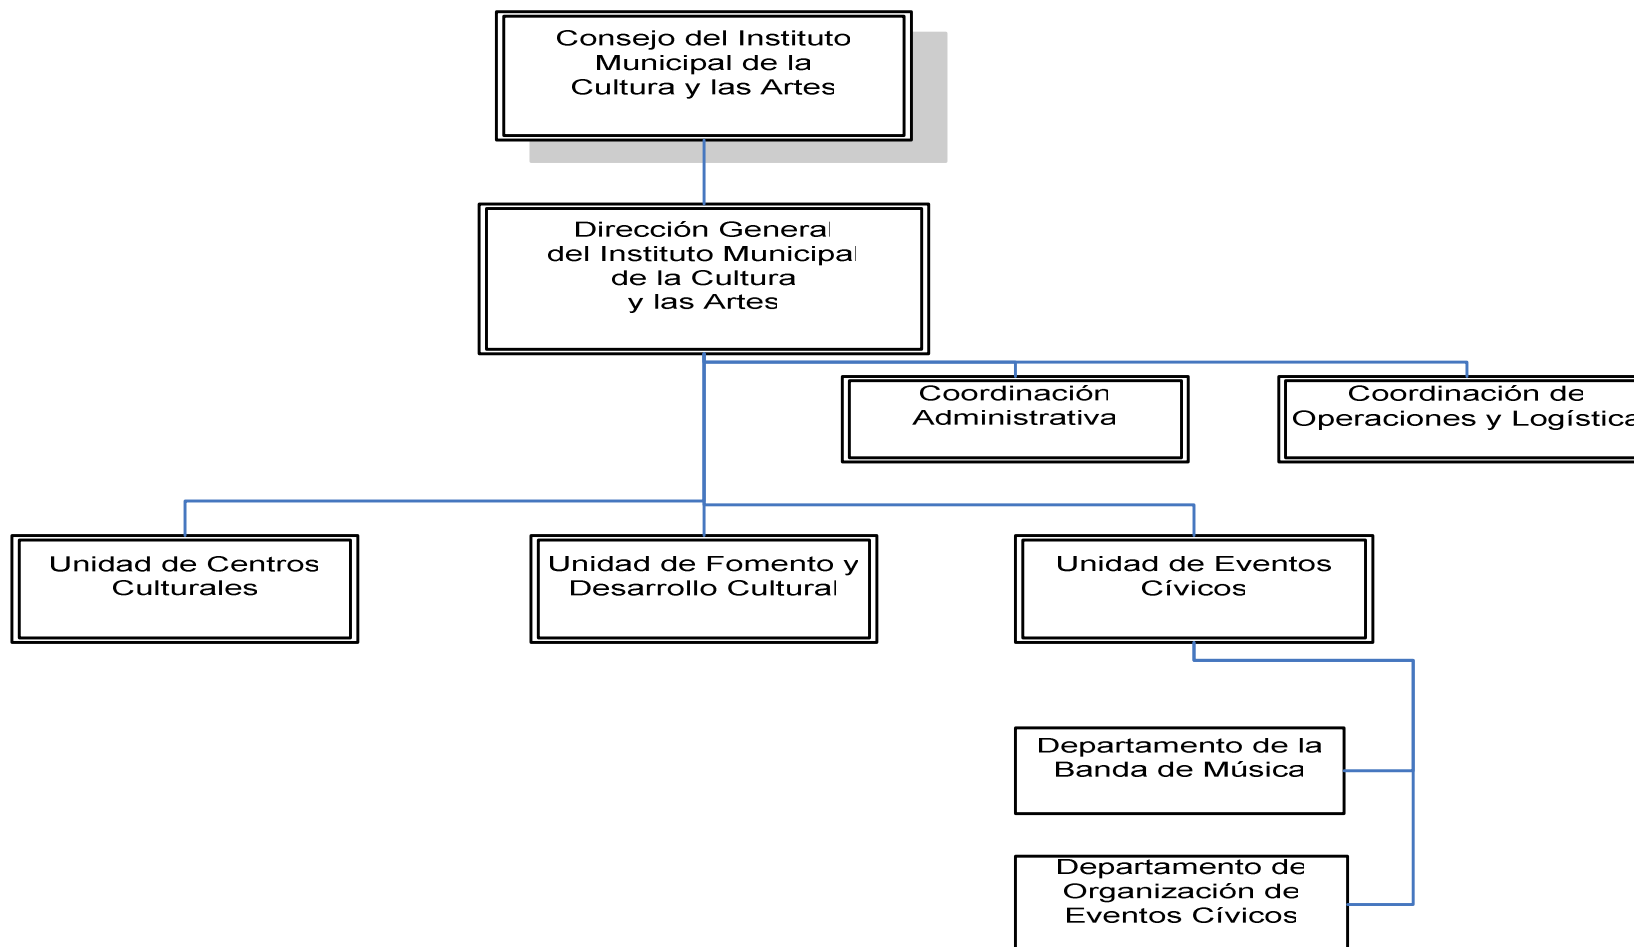 Consejo del Instituto
Municipal de la
Cultura y las Artes
Dirección General
del Instituto Municipal
de la Cultura
y las Artes
Coordinación
Administrativa
Coordinación de
Operaciones y Logística
Unidad de Centros
Culturales
Unidad de Fomento y
Desarrollo Cultural
Unidad de Eventos
Cívicos
Departamento de la
Banda de Música
Departamento de
Organización de
Eventos Cívicos